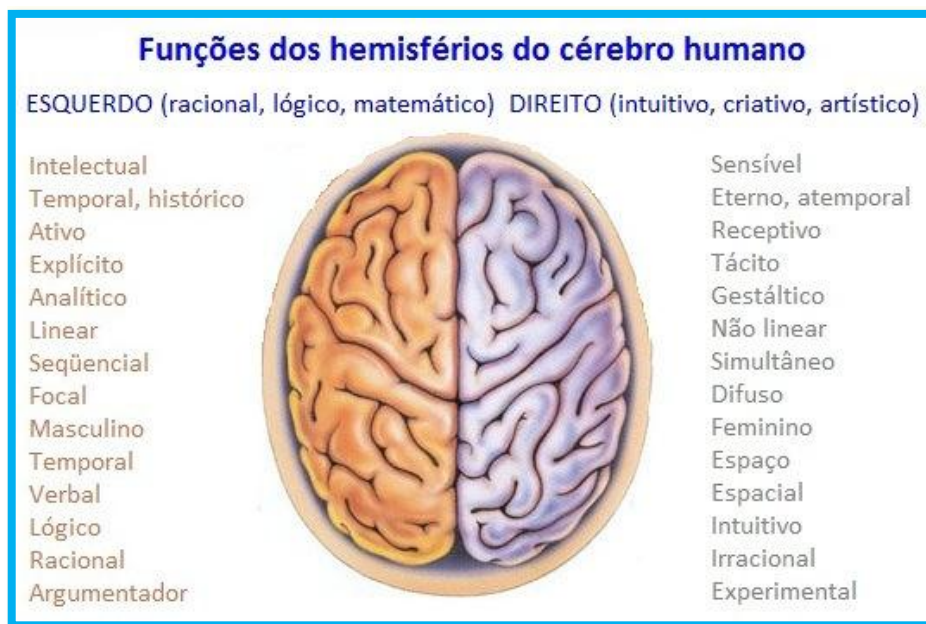 Funções dos hemisférios do cérebro humano
ESQUERDO (racional, lógico, matemático) DIREITO (intuitivo, criativo, artístico)
Intelectual
Temporal, histórico
Ativo
Explícito
Analítico
Linear
Seqüencial
Focal
Masculino
Temporal
Verbal
Lógico
Racional
Argumentador
Sensível
Eterno, atemporal
Receptivo
Tácito
Gestáltico
Não linear
Simultâneo
Difuso
Feminino
Espaço
Espacial
Intuitivo
Irracional
Experimental